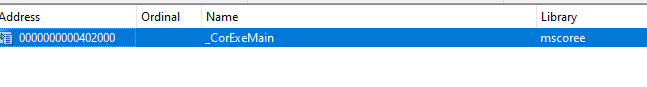 Address Ordinal Name Library
0000000000402000 _CorExeMain mscoree